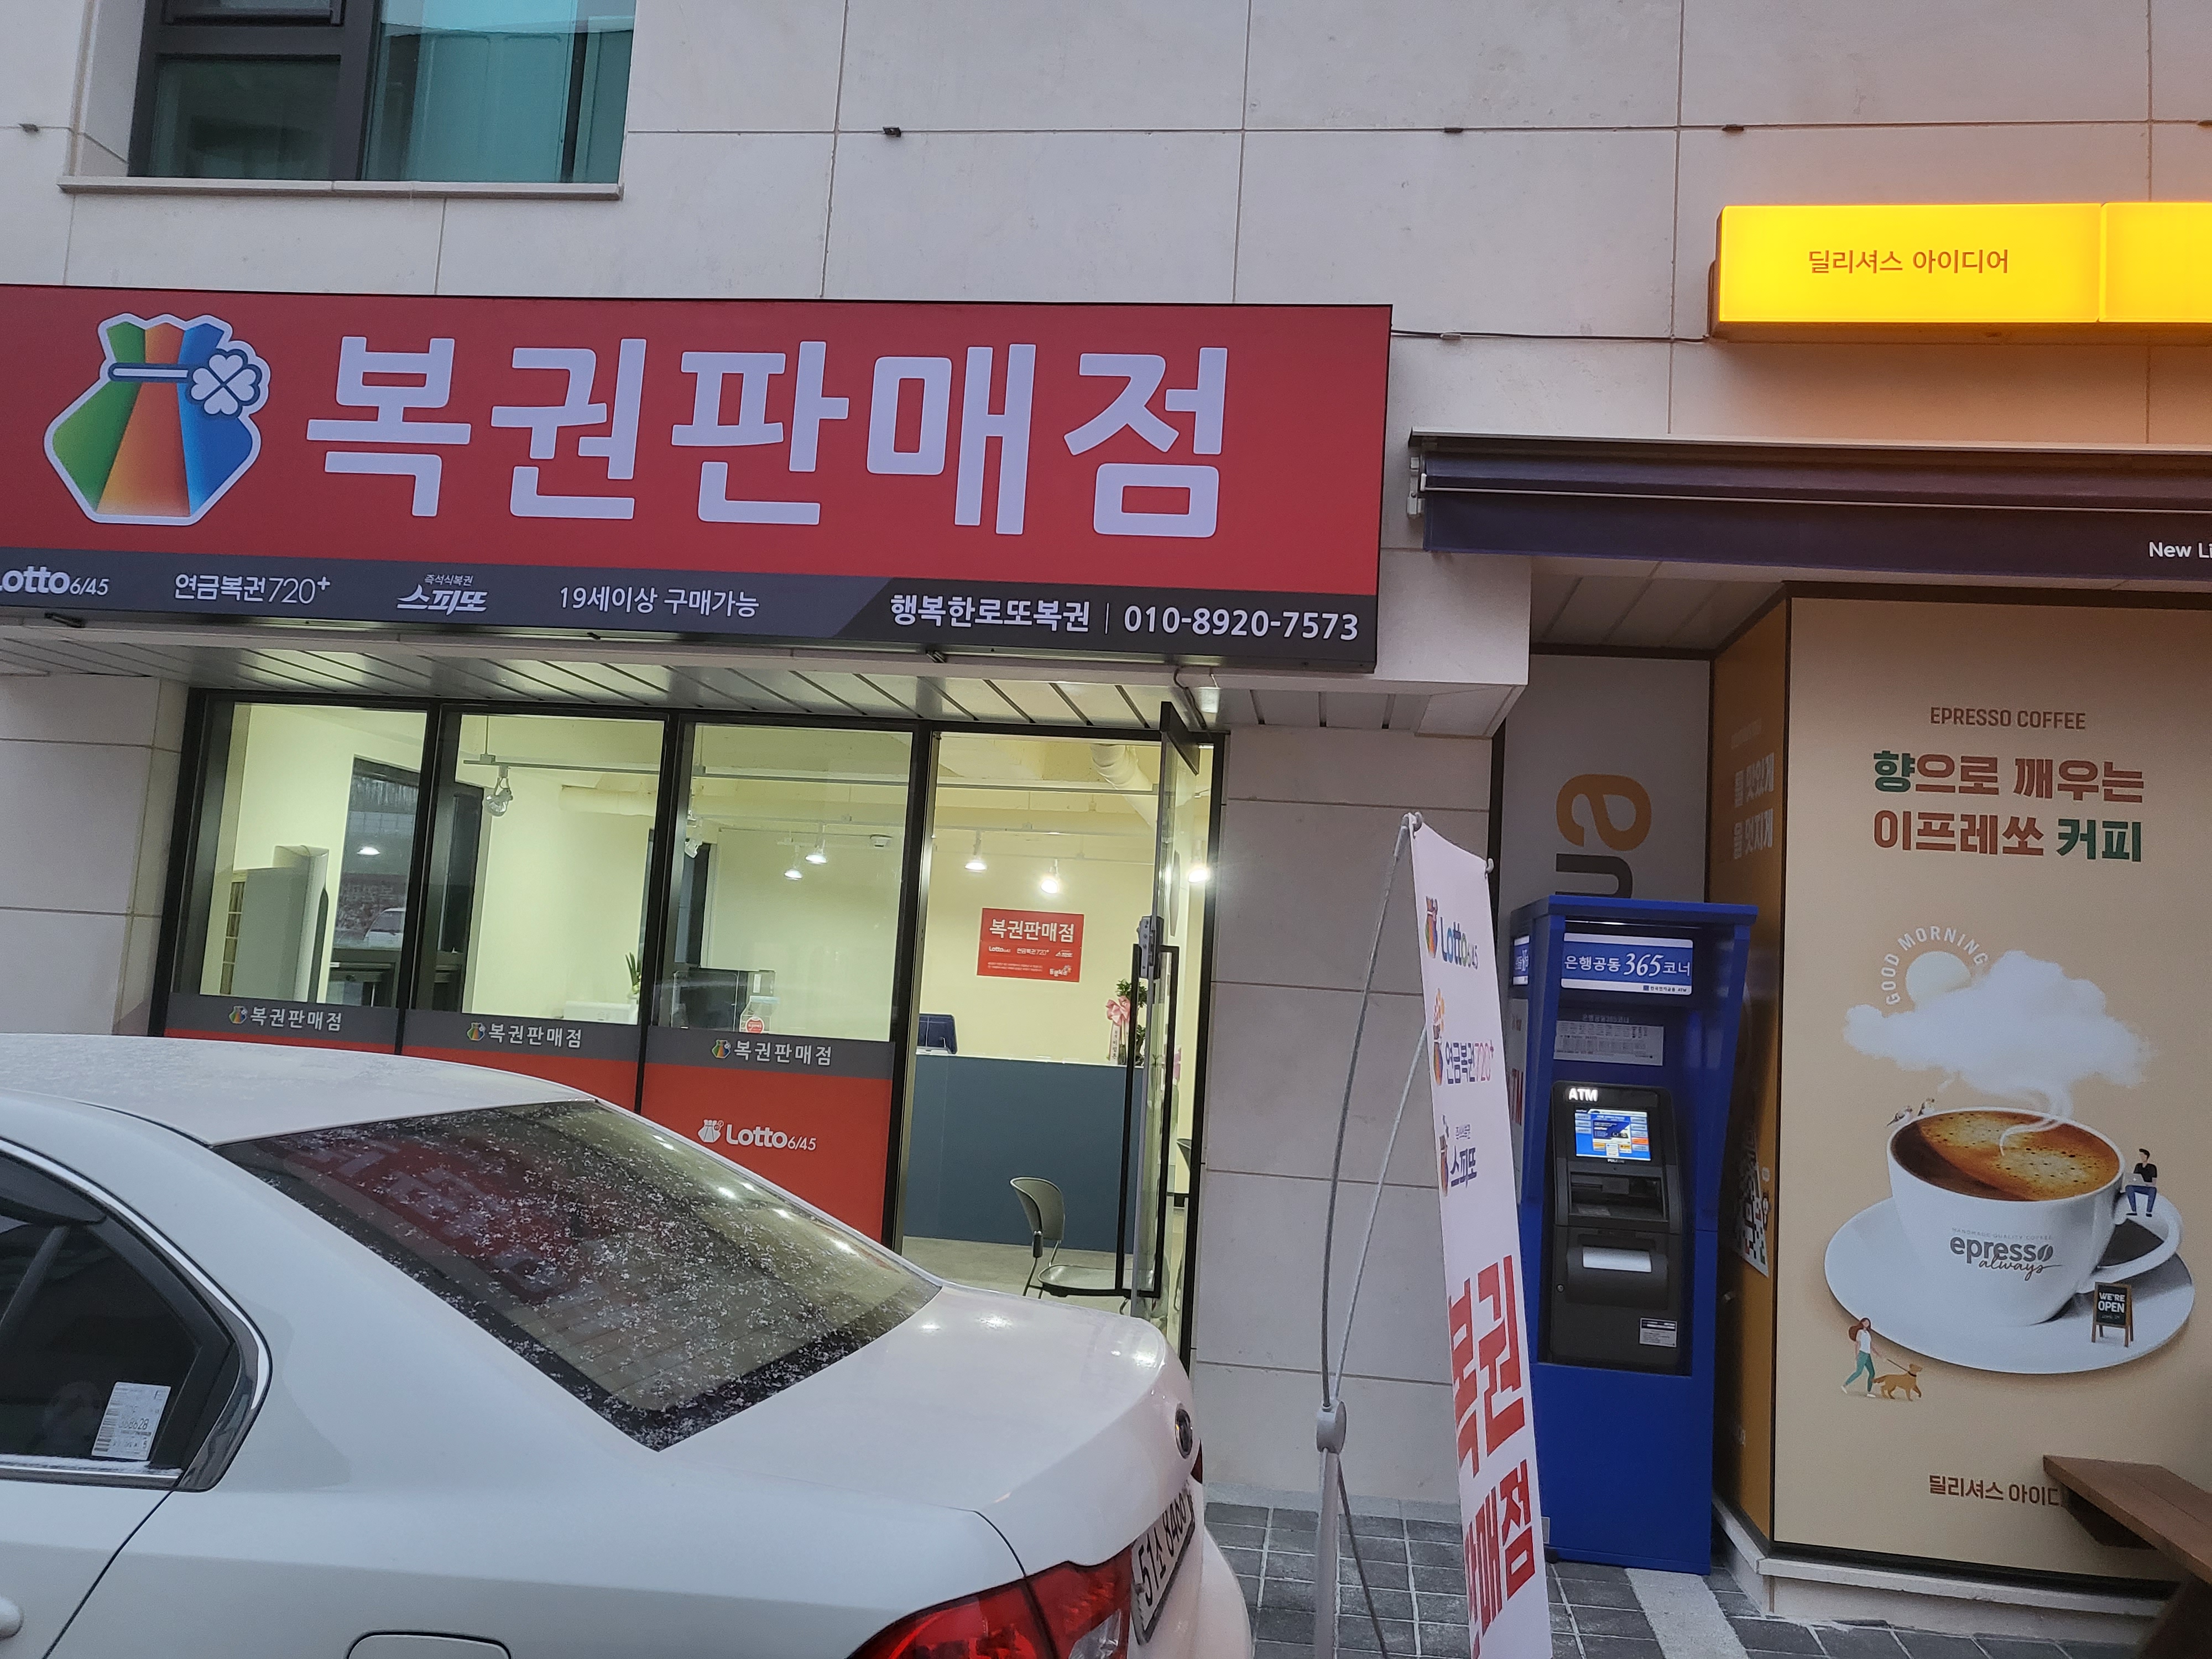 딜리셔스 아이디어
복권판매점
Lotto6/45
연금복권720+
즉석식복권
스피또
19세이상 구매가능
행복한로또복권 | 010-8920-7573
New Li
EPRESSO COFFEE
향으로 깨우는
이프레쏘 커피
GOOD MORNING
epresso
always
WE'RE
OPEN
딜리셔스 아이디
은행공동 365코너
ATM
복권판매점
복권판매점
복권판매점
복권판매점
Lotto6/45
Lotto6/45
연금복권720+
스피또
복권
판매점